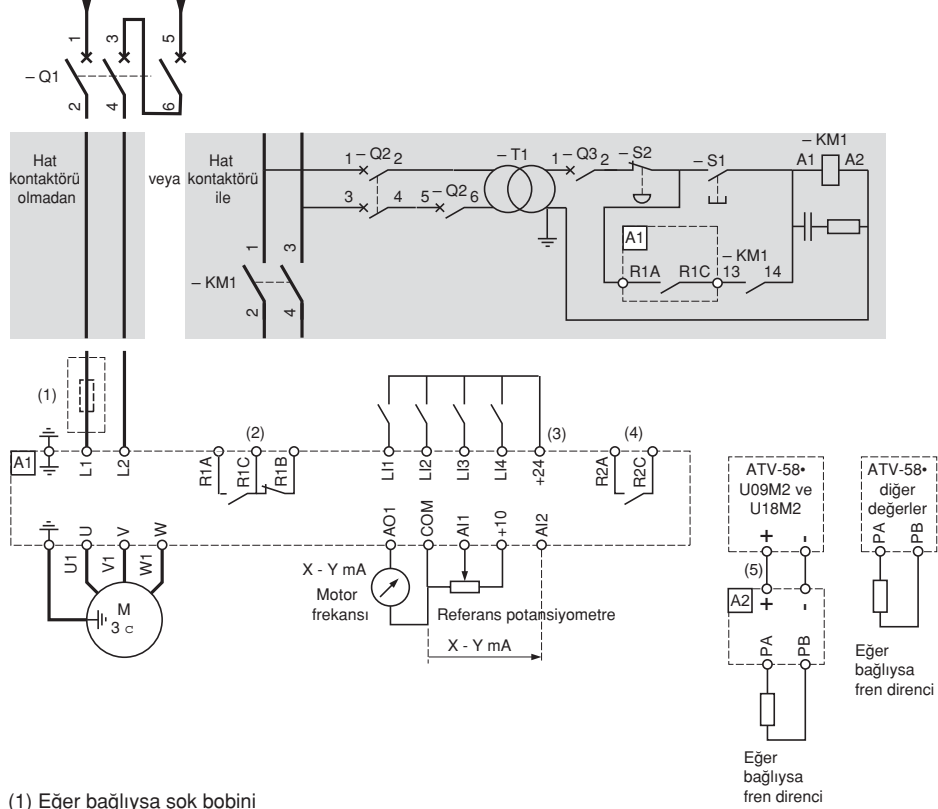 1 3 5
– Q1
2 4 6
Hat
kontaktörü
olmadan
veya
Hat
kontaktörü
ile
1 – Q2 2
3 4 5 – Q2 6
– T1
1 – Q3 2
– S2
– S1
– KM1
A1 A2
A1
R1A R1C
– KM1
13 14
1 3
– KM1
2 4
(1)
(2)
(3)
(4)
A1
L1 L2
R1A R1C R1B
LI1 LI2 LI3 LI4 +24
R2A R2C
U V W
AO1 COM AI1 +10 AI2
U1 V1 W1
M
3 ⊂
X - Y mA
Motor
frekansı
Referans potansiyometre
X - Y mA
ATV-58•
U09M2 ve
U18M2
+ -
(5)
A2
+ -
PA PB
Eğer
bağlıysa
fren direnci
ATV-58•
diğer
değerler
PA PB
Eğer
bağlıysa
fren direnci
(1) Eğer bağlıysa şok bobini